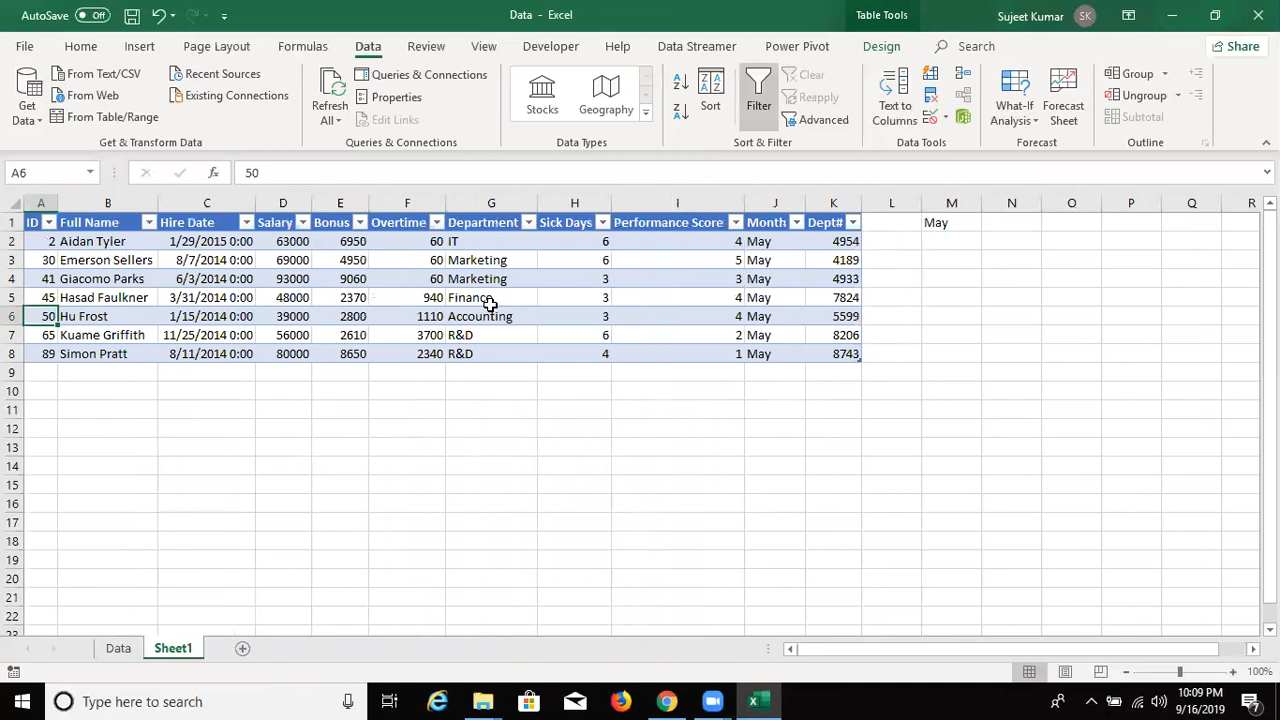 AutoSave Off Data - Excel Table Tools Sujeet Kumar SK
File Home Insert Page Layout Formulas Data Review View Developer Help Data Streamer Power Pivot Design Search Share
Get Data
From Text/CSV
From Web
From Table/Range
Recent Sources
Existing Connections
Get & Transform Data
Refresh All
Queries & Connections
Properties
Edit Links
Queries & Connections
Stocks
Geography
Data Types
Sort
Filter
Clear
Reapply
Advanced
Sort & Filter
Text to Columns
Data Tools
What-If Analysis
Forecast Sheet
Forecast
Group
Ungroup
Subtotal
Outline
A6 fx 50
A B C D E F G H I J K L M N O P Q R
1 ID Full Name Hire Date Salary Bonus Overtime Department Sick Days Performance Score Month Dept# May
2 2 Aidan Tyler 1/29/2015 0:00 63000 6950 60 IT 6 4 May 4954
3 30 Emerson Sellers 8/7/2014 0:00 69000 4950 60 Marketing 6 5 May 4189
4 41 Giacomo Parks 6/3/2014 0:00 93000 9060 60 Marketing 3 3 May 4933
5 45 Hasad Faulkner 3/31/2014 0:00 48000 2370 940 Finance 3 4 May 7824
6 50 Hu Frost 1/15/2014 0:00 39000 2800 1110 Accounting 3 4 May 5599
7 65 Kuame Griffith 11/25/2014 0:00 56000 2610 3700 R&D 6 2 May 8206
8 89 Simon Pratt 8/11/2014 0:00 80000 8650 2340 R&D 4 1 May 8743
9
10
11
12
13
14
15
16
17
18
19
20
21
22
23
Data Sheet1
100%
Type here to search
10:09 PM
9/16/2019
7